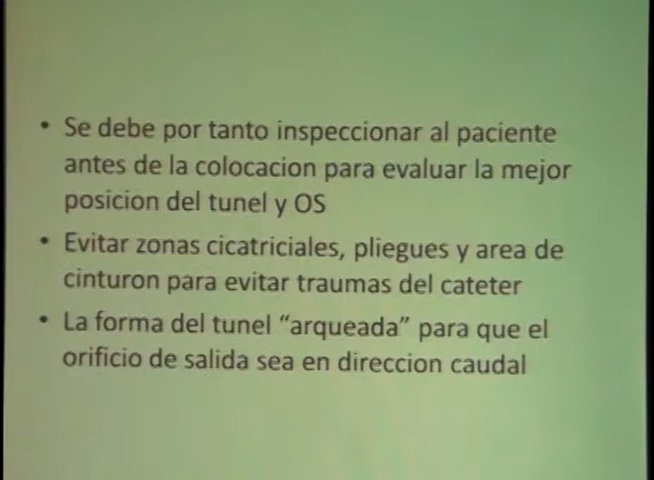 • Se debe por tanto inspeccionar al paciente
antes de la colocacion para evaluar la mejor
posicion del tunel y OS
• Evitar zonas cicatriciales, pliegues y area de
cinturon para evitar traumas del cateter
• La forma del tunel “arqueada” para que el
orificio de salida sea en direccion caudal